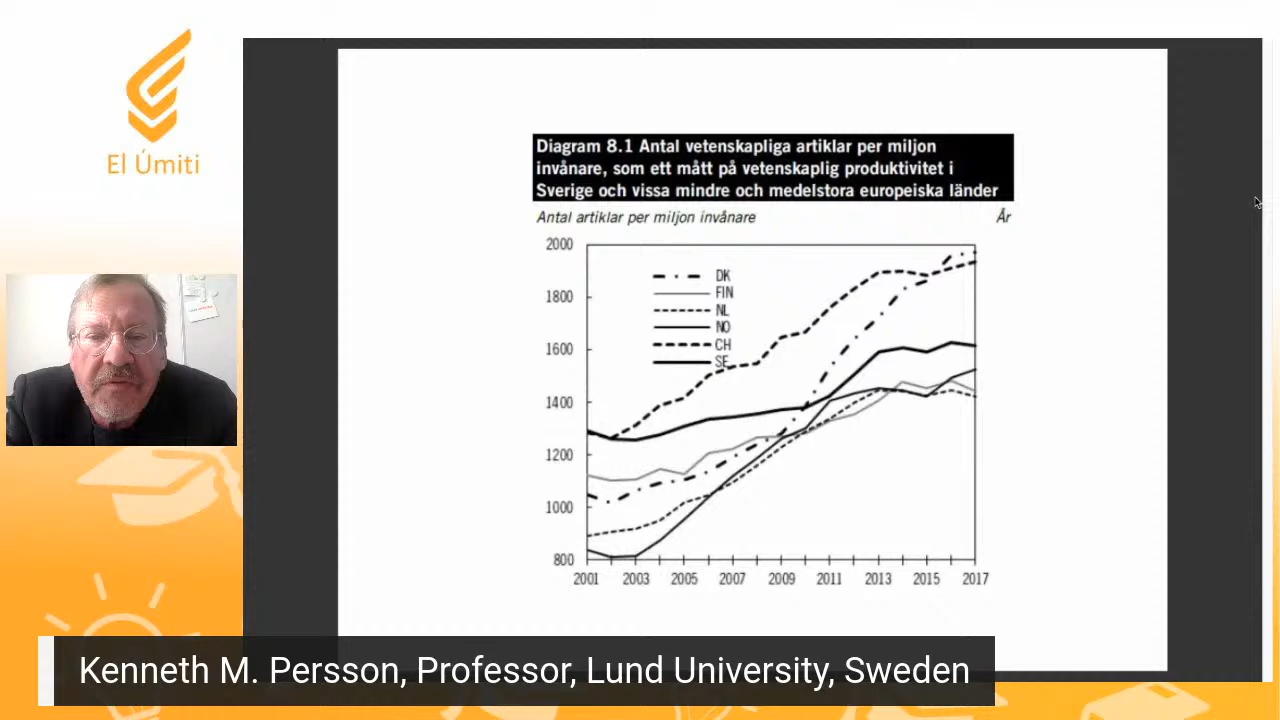 El Úmiti
Diagram 8.1 Antal vetenskapliga artiklar per miljon
invånare, som ett mått på vetenskaplig produktivitet i
Sverige och vissa mindre och medelstora europeiska länder
Antal artiklar per miljon invånare
År
2000
1800
1600
1400
1200
1000
800
DK
FIN
NL
NO
CH
SE
2001 2003 2005 2007 2009 2011 2013 2015 2017
Kenneth M. Persson, Professor, Lund University, Sweden